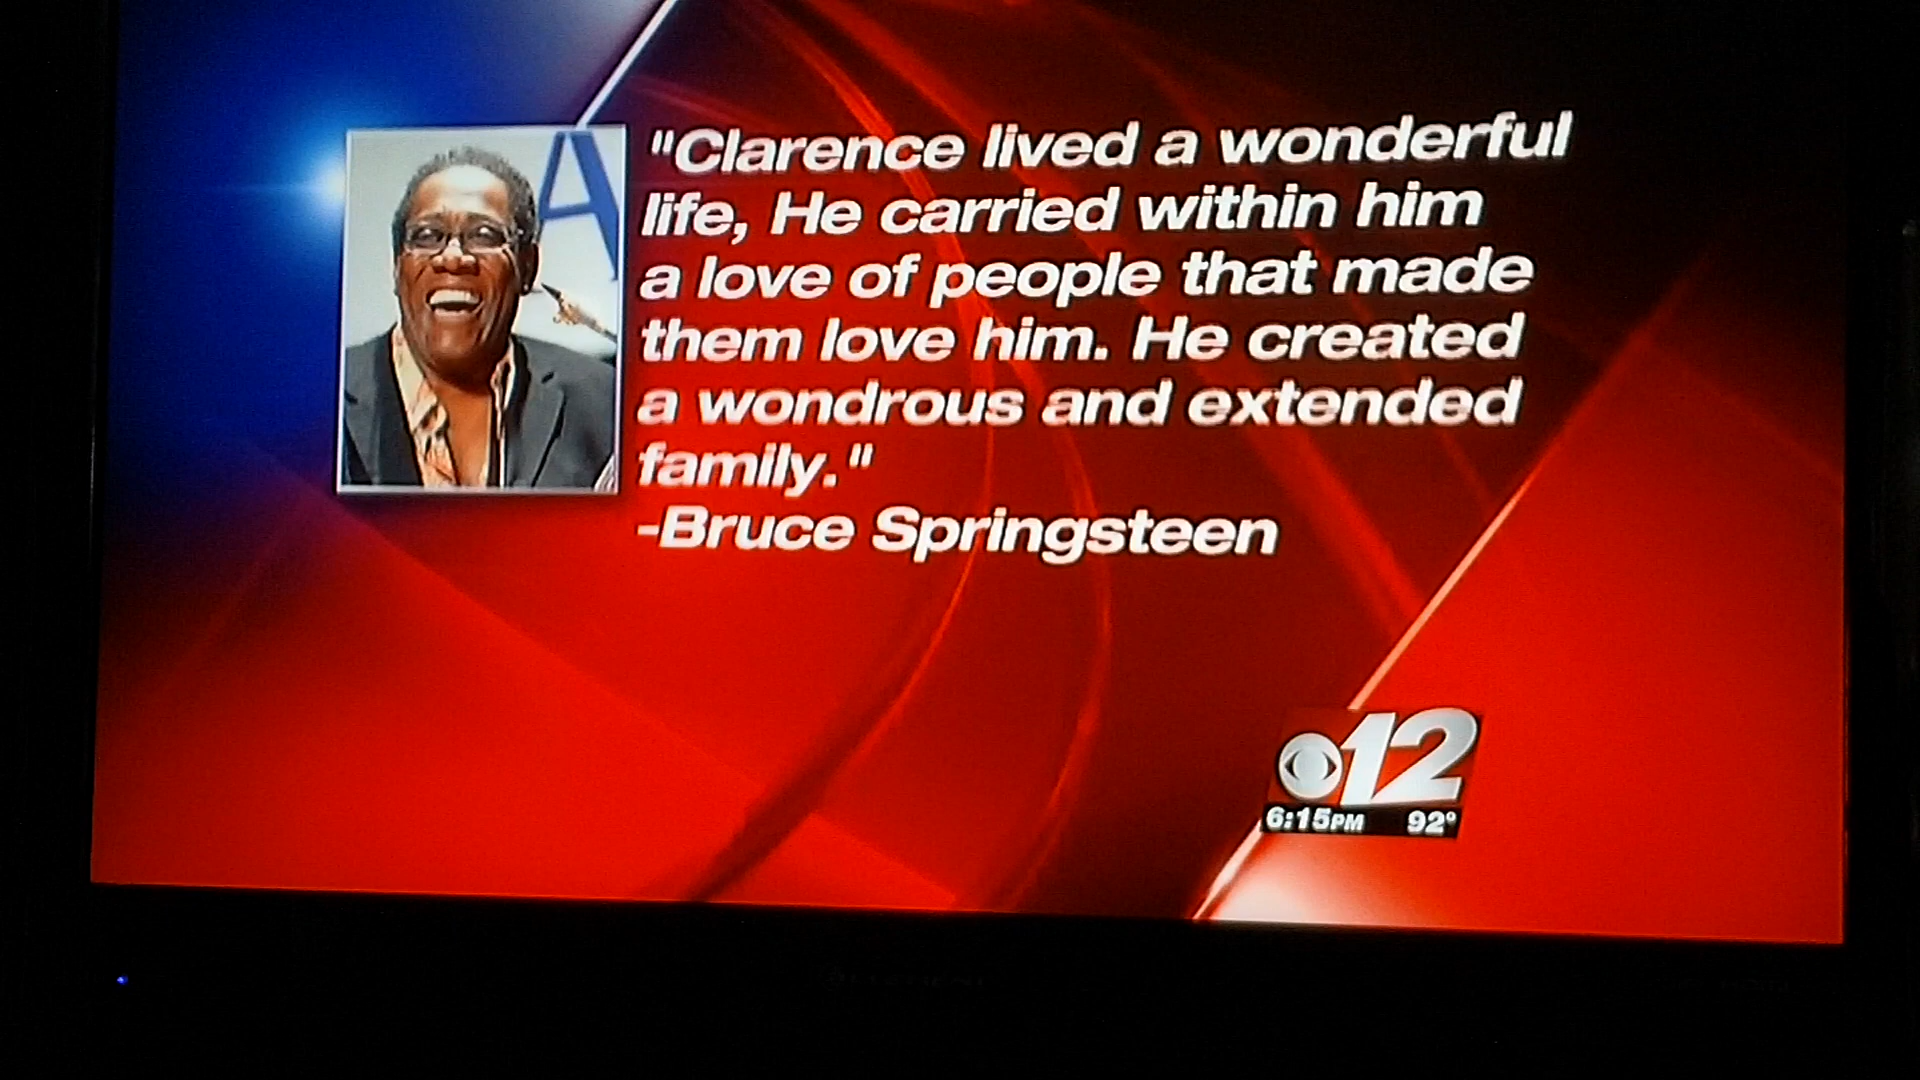 "Clarence lived a wonderful
life, He carried within him
a love of people that made
them love him. He created
a wondrous and extended
family."
-Bruce Springsteen
A
12
6:15PM 92°